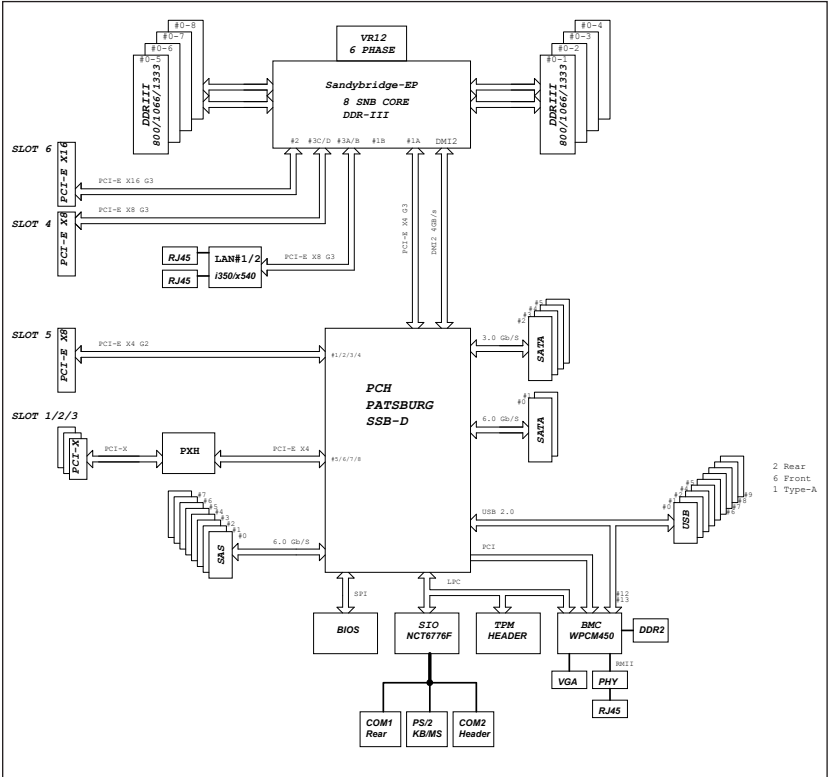 VR12
6 PHASE
Sandybridge-EP
8 SNB CORE
DDR-III
#2
#3C/D
#3A/B
#1B
#1A
DMI2
#0-8
#0-7
#0-6
#0-5
DDRIII
800/1066/1333
#0-4
#0-3
#0-2
#0-1
DDRIII
800/1066/1333
SLOT 6
PCI-E X16
PCI-E X16 G3
SLOT 4
PCI-E X8
PCI-E X8 G3
RJ45
RJ45
LAN#1/2
i350/x540
PCI-E X8 G3
PCI-E X4 G3
DMI2 4GB/s
SLOT 5
PCI-E X8
PCI-E X4 G2
#1/2/3/4
PCH
PATSBURG
SSB-D
3.0 Gb/S
#5
#4
#3
#2
SATA
6.0 Gb/S
#1
#0
SATA
SLOT 1/2/3
PCI-X
PCI-X
PXH
PCI-E X4
#5/6/7/8
#7
#6
#5
#4
#3
#2
#1
#0
SAS
6.0 Gb/S
USB 2.0
#0
#1
#2
#4
#5
USB
#6
#7
#8
#9
2 Rear
6 Front
1 Type-A
PCI
LPC
SPI
#12
#13
BIOS
SIO
NCT6776F
TPM
HEADER
BMC
WPCM450
DDR2
RMII
VGA
PHY
RJ45
COM1
Rear
PS/2
KB/MS
COM2
Header